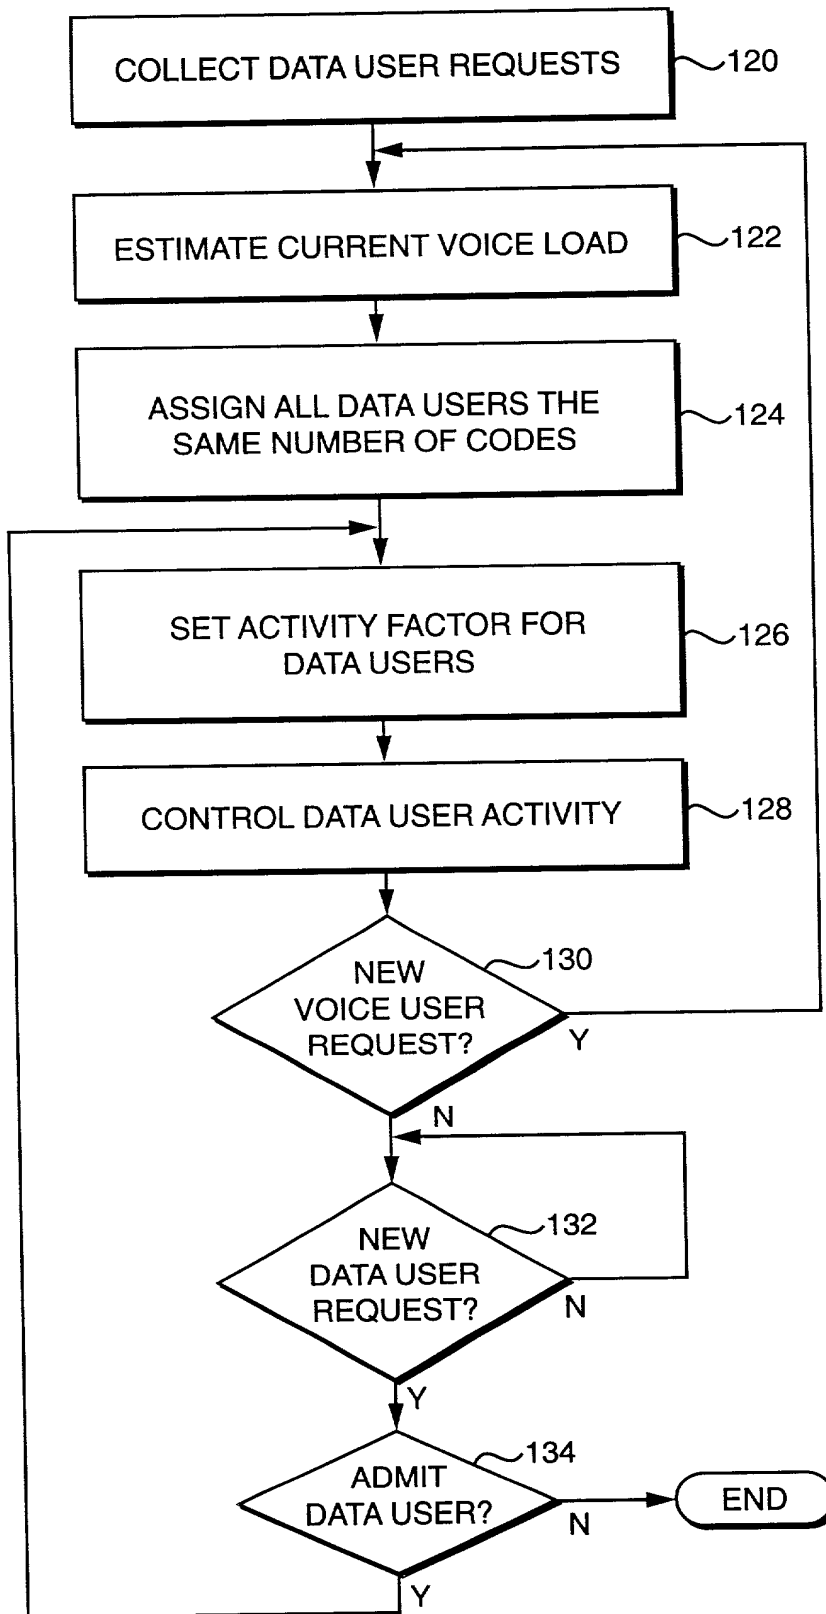 COLLECT DATA USER REQUESTS
120
ESTIMATE CURRENT VOICE LOAD
122
ASSIGN ALL DATA USERS THE
SAME NUMBER OF CODES
124
SET ACTIVITY FACTOR FOR
DATA USERS
126
CONTROL DATA USER ACTIVITY
128
NEW
VOICE USER
REQUEST?
130
Y
N
NEW
DATA USER
REQUEST?
132
N
Y
ADMIT
DATA USER?
134
N
END
Y